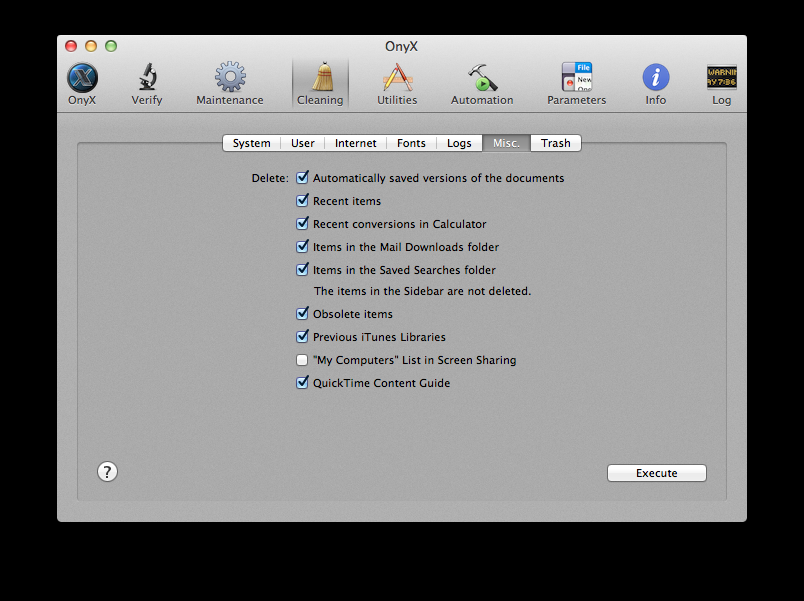 OnyX
OnyX Verify Maintenance Cleaning Utilities Automation Parameters Info Log
File
New
WARNIN
System User Internet Fonts Logs Misc. Trash
Delete: Automatically saved versions of the documents
Recent items
Recent conversions in Calculator
Items in the Mail Downloads folder
Items in the Saved Searches folder
The items in the Sidebar are not deleted.
Obsolete items
Previous iTunes Libraries
"My Computers" List in Screen Sharing
QuickTime Content Guide
?
Execute